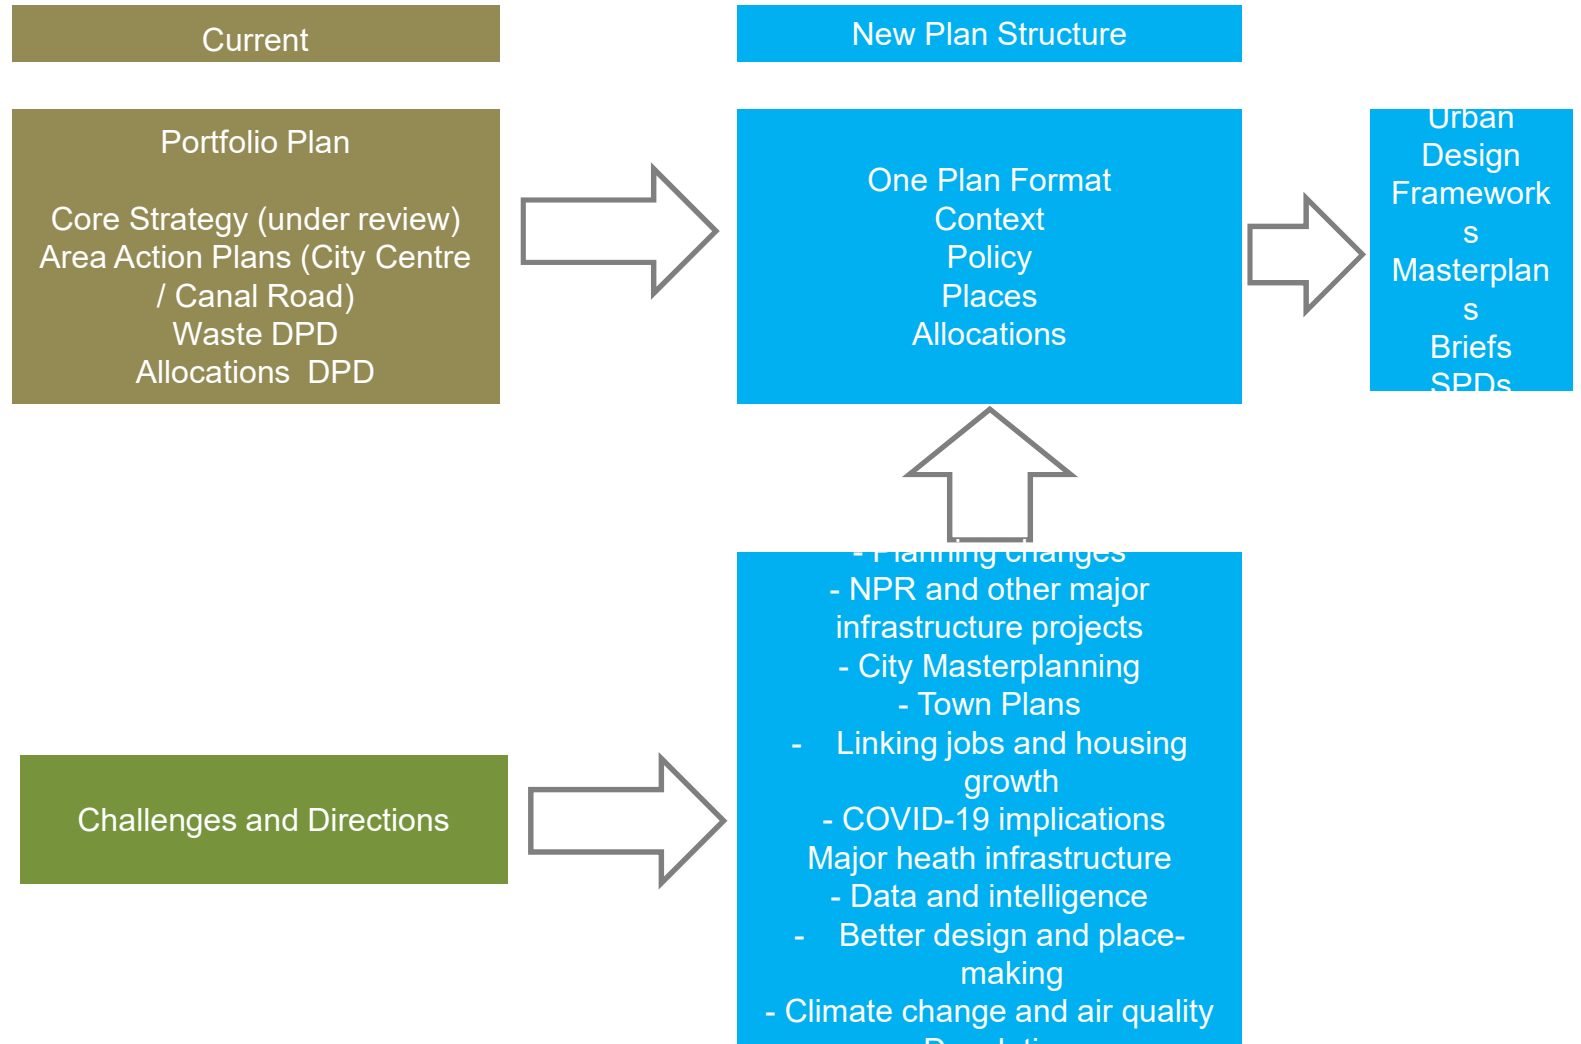 Current
New Plan Structure
Portfolio Plan
Core Strategy (under review)
Area Action Plans (City Centre
/ Canal Road)
Waste DPD
Allocations  DPD
One Plan Format
Context
Policy
Places
Allocations
Urban
Design
Framework
s
Masterplan
s
Briefs
SPDs
- Planning changes
- NPR and other major
infrastructure projects
- City Masterplanning
- Town Plans
- Linking jobs and housing
growth
- COVID-19 implications
Major heath infrastructure
- Data and intelligence
- Better design and place-
making
- Climate change and air quality
Challenges and Directions